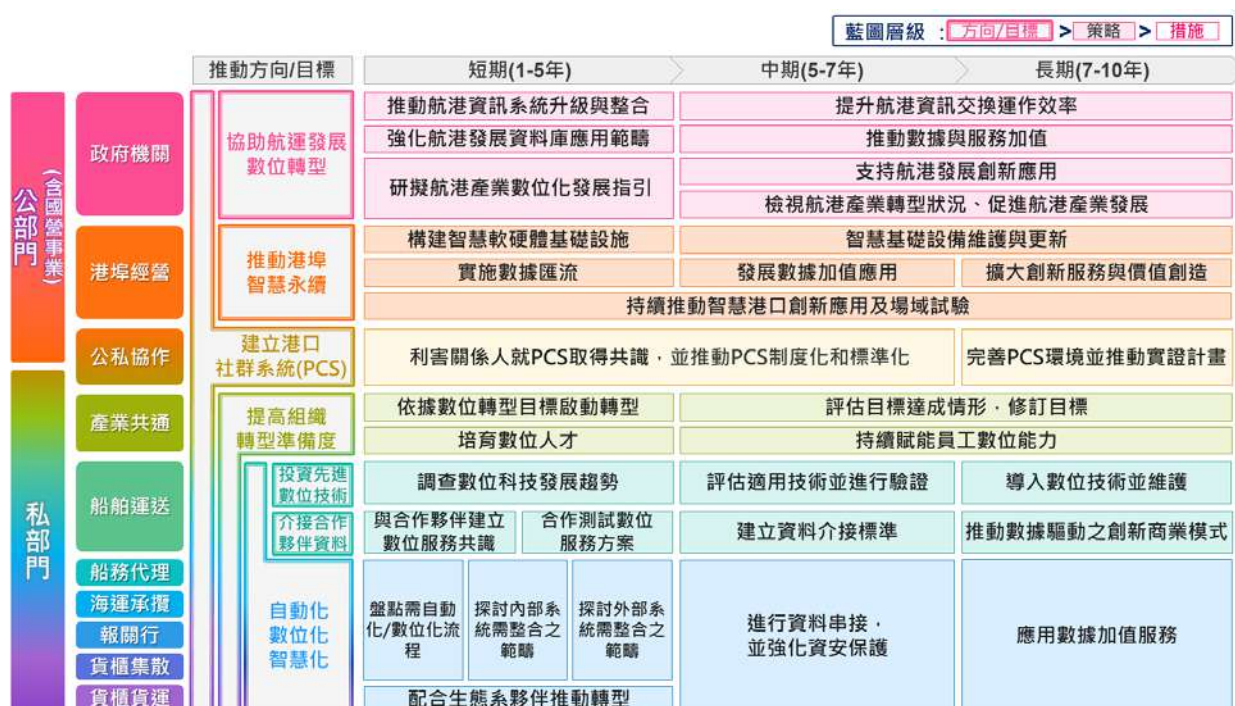 藍圖層級 : 方向/目標 > 策略 > 措施
推動方向/目標 短期(1-5年) 中期(5-7年) 長期(7-10年)
公部門
(含國營事業)
政府機關
協助航運發展
數位轉型
推動航港資訊系統升級與整合
提升航港資訊交換運作效率
強化航港發展資料庫應用範疇
推動數據與服務加值
研擬航港產業數位化發展指引
支持航港發展創新應用
檢視航港產業轉型狀況、促進航港產業發展
港埠經營
推動港埠
智慧永續
構建智慧軟硬體基礎設施
智慧基礎設備維護與更新
實施數據匯流
發展數據加值應用
擴大創新服務與價值創造
持續推動智慧港口創新應用及場域試驗
公私協作
建立港口
社群系統(PCS)
利害關係人就PCS取得共識,並推動PCS制度化和標準化
完善PCS環境並推動實證計畫
私部門
產業共通
提高組織
轉型準備度
依據數位轉型目標啟動轉型
評估目標達成情形,修訂目標
培育數位人才
持續賦能員工數位能力
船舶運送
投資先進
數位技術
調查數位科技發展趨勢
評估適用技術並進行驗證
導入數位技術並維護
介接合作
夥伴資料
與合作夥伴建立
數位服務共識
合作測試數位
服務方案
建立資料介接標準
推動數據驅動之創新商業模式
船務代理
海運承攬
報關行
貨櫃集散
貨櫃貨運
自動化
數位化
智慧化
盤點需自動
化/數位化流
程
探討內部系
統需整合之
範疇
探討外部系
統需整合之
範疇
進行資料串接,
並強化資安保護
應用數據加值服務
配合生態系夥伴推動轉型